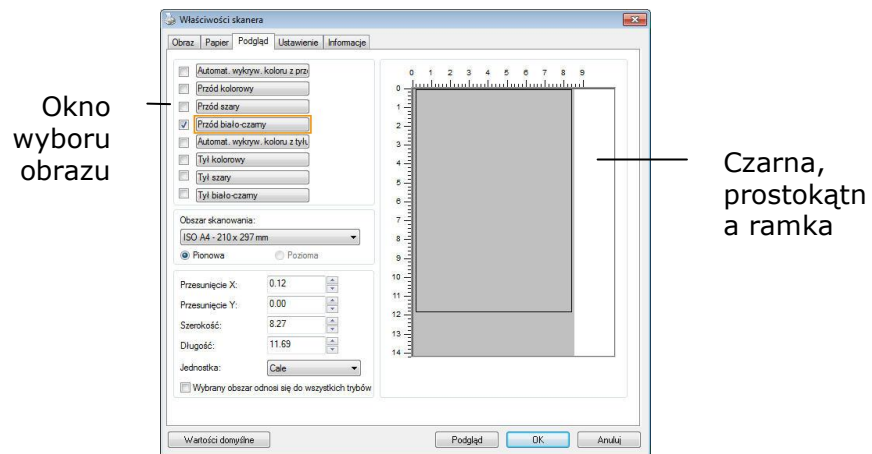 Właściwości skanera
Obraz Papier Podgląd Ustawienie Informacje
Automat. wykryw. koloru z prz
Przód kolorowy
Przód szary
Przód biało-czarny
Automat. wykryw. koloru z tyłu
Tył kolorowy
Tył szary
Tył biało-czarny
Obszar skanowania:
ISO A4 - 210 x 297 mm
Pionowa Pozioma
Przesunięcie X: 0.12
Przesunięcie Y: 0.00
Szerokość: 8.27
Długość: 11.69
Jednostka: Cale
Wybrany obszar odnosi się do wszystkich trybów
0 1 2 3 4 5 6 7 8 9
0
1
2
3
4
5
6
7
8
9
10
11
12
13
14
Wartości domyślne Podgląd OK Anuluj
Okno
wyboru
obrazu
Czarna,
prostokątn
a ramka